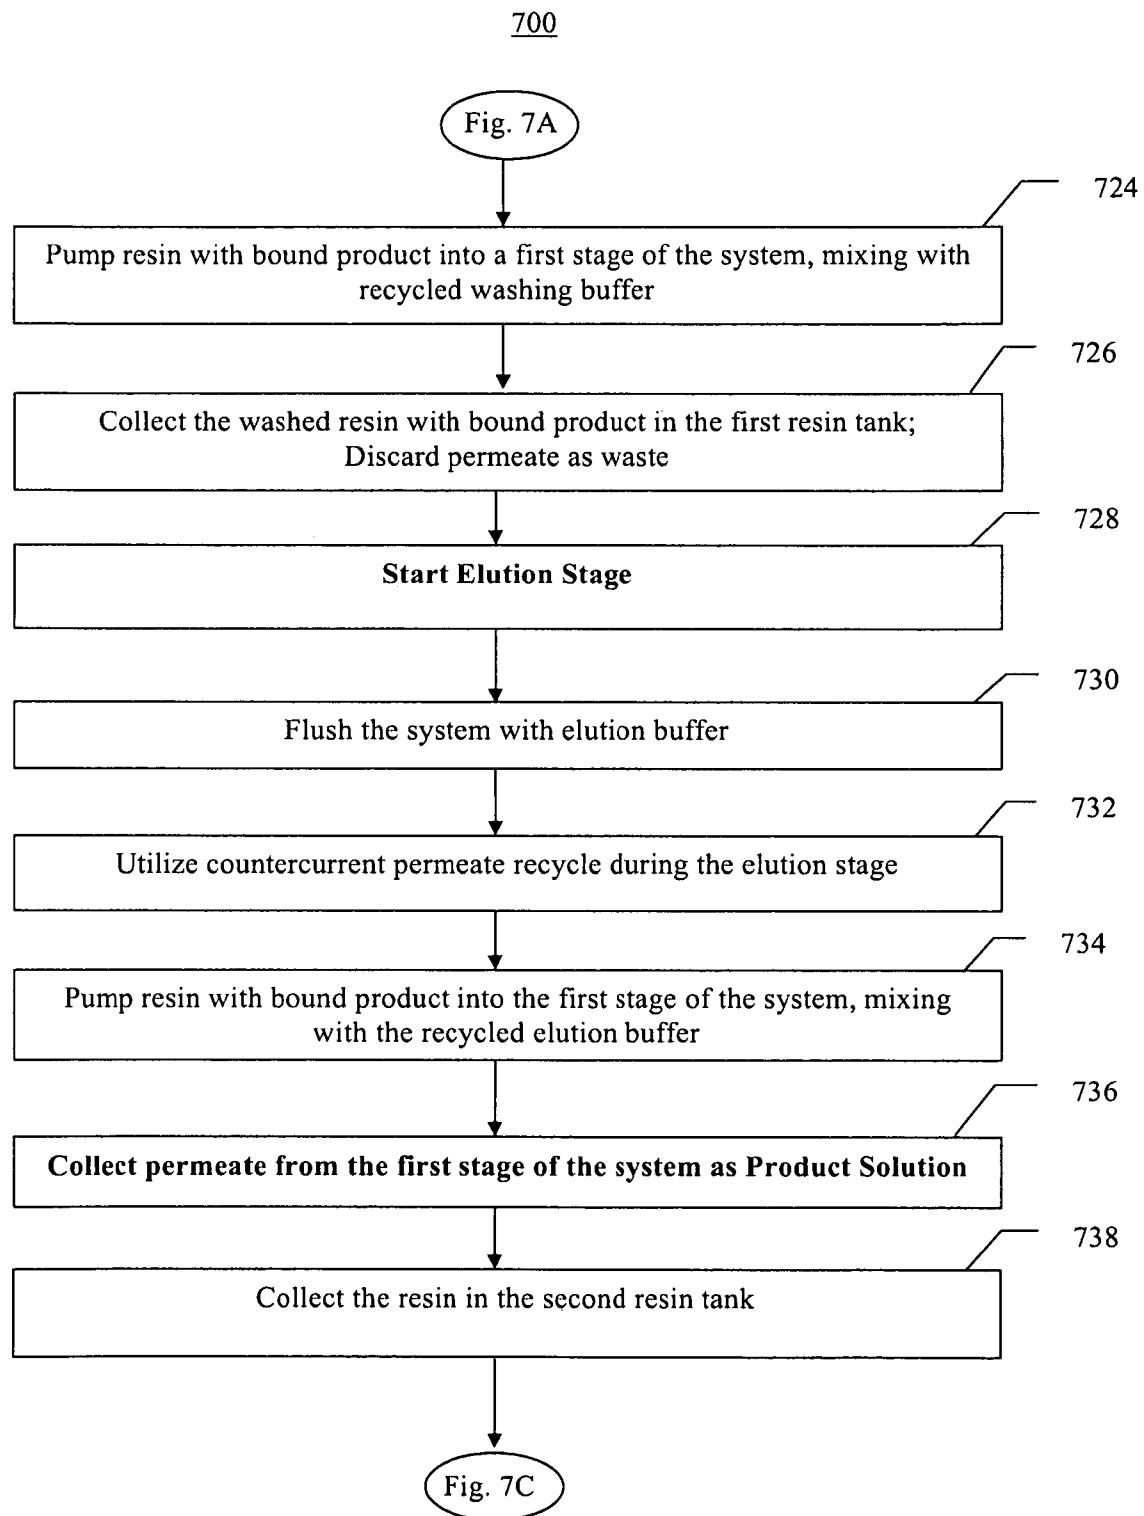 700
Fig. 7A
724
Pump resin with bound product into a first stage of the system, mixing with
recycled washing buffer
726
Collect the washed resin with bound product in the first resin tank;
Discard permeate as waste
728
Start Elution Stage
730
Flush the system with elution buffer
732
Utilize countercurrent permeate recycle during the elution stage
734
Pump resin with bound product into the first stage of the system, mixing
with the recycled elution buffer
736
Collect permeate from the first stage of the system as Product Solution
738
Collect the resin in the second resin tank
Fig. 7C